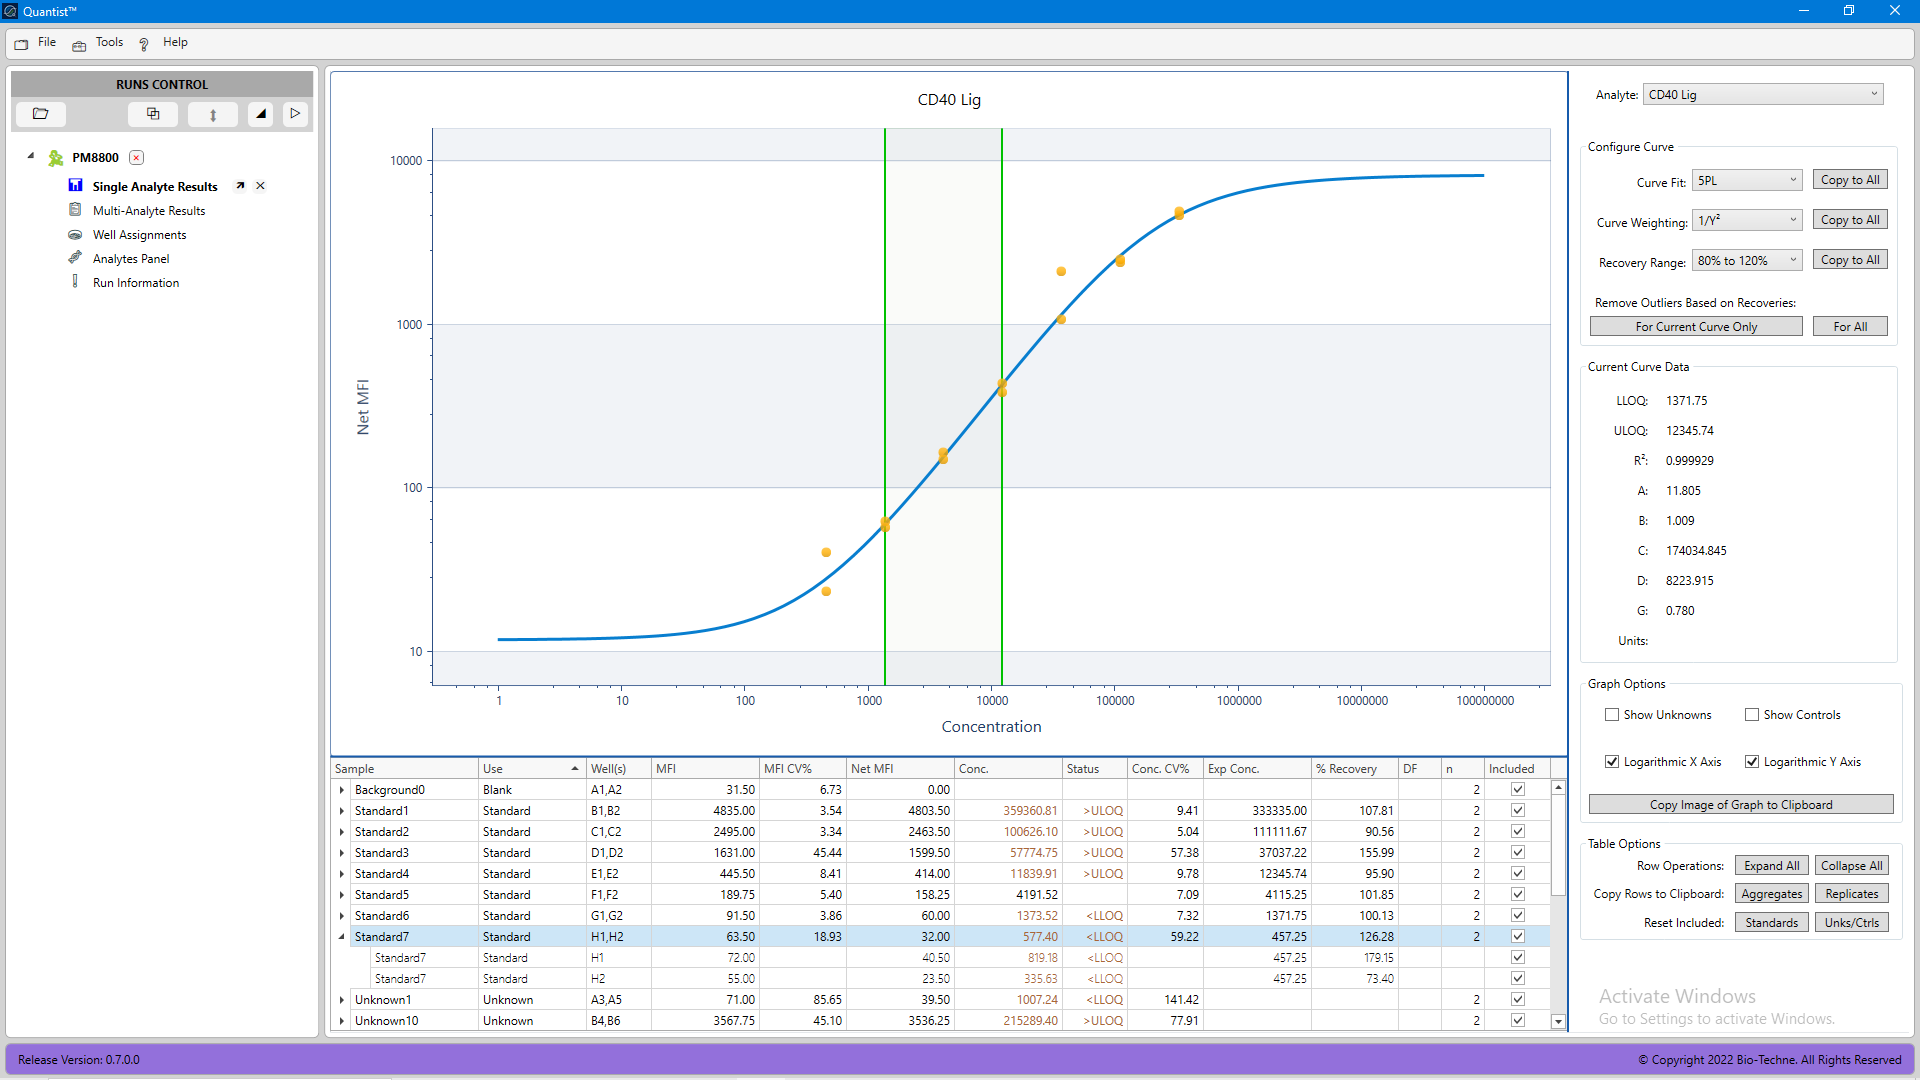 Quantist™
File Tools Help
RUNS CONTROL
PM8800
Single Analyte Results
Multi-Analyte Results
Well Assignments
Analytes Panel
Run Information
CD40 Lig
Net MFI
10000
1000
100
10
1 10 100 1000 10000 100000 1000000 10000000 100000000
Concentration
Analyte: CD40 Lig
Configure Curve
Curve Fit: 5PL Copy to All
Curve Weighting: 1/Y² Copy to All
Recovery Range: 80% to 120% Copy to All
Remove Outliers Based on Recoveries:
For Current Curve Only For All
Current Curve Data
LLOQ: 1371.75
ULOQ: 12345.74
R²: 0.999929
A: 11.805
B: 1.009
C: 174034.845
D: 8223.915
G: 0.780
Units:
Graph Options
Show Unknowns Show Controls
Logarithmic X Axis Logarithmic Y Axis
Copy Image of Graph to Clipboard
Table Options
Row Operations: Expand All Collapse All
Copy Rows to Clipboard: Aggregates Replicates
Reset Included: Standards Unks/Ctrls
Sample Use Well(s) MFI MFI CV% Net MFI Conc. Status Conc. CV% Exp Conc. % Recovery DF n Included
Background0 Blank A1,A2 31.50 6.73 0.00 2
Standard1 Standard B1,B2 4835.00 3.54 4803.50 359360.81 >ULOQ 9.41 333335.00 107.81 2
Standard2 Standard C1,C2 2495.00 3.34 2463.50 100626.10 >ULOQ 5.04 111111.67 90.56 2
Standard3 Standard D1,D2 1631.00 45.44 1599.50 57774.75 >ULOQ 57.38 37037.22 155.99 2
Standard4 Standard E1,E2 445.50 8.41 414.00 11839.91 >ULOQ 9.78 12345.74 95.90 2
Standard5 Standard F1,F2 189.75 5.40 158.25 4191.52 7.09 4115.25 101.85 2
Standard6 Standard G1,G2 91.50 3.86 60.00 1373.52 <LLOQ 7.32 1371.75 100.13 2
Standard7 Standard H1,H2 63.50 18.93 32.00 577.40 <LLOQ 59.22 457.25 126.28 2
Standard7 Standard H1 72.00 40.50 819.18 <LLOQ 457.25 179.15
Standard7 Standard H2 55.00 23.50 335.63 <LLOQ 457.25 73.40
Unknown1 Unknown A3,A5 71.00 85.65 39.50 1007.24 <LLOQ 141.42 2
Unknown10 Unknown B4,B6 3567.75 45.10 3536.25 215289.40 >ULOQ 77.91 2
Activate Windows
Go to Settings to activate Windows.
Release Version: 0.7.0.0
© Copyright 2022 Bio-Techne. All Rights Reserved